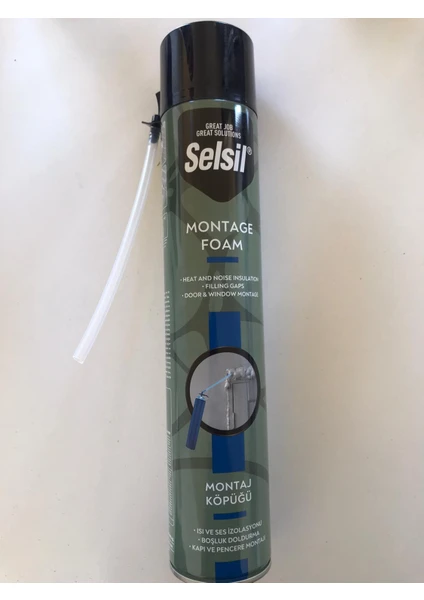 GREAT JOB
GREAT SOLUTIONS
Selsil®
MONTAGE
FOAM
· HEAT AND NOISE INSULATION
· FILLING GAPS
· DOOR & WINDOW MONTAGE
MONTAJ
KÖPÜĞÜ
· ISI VE SES İZOLASYONU
· BOŞLUK DOLDURMA
· KAPI VE PENCERE MONTAJI